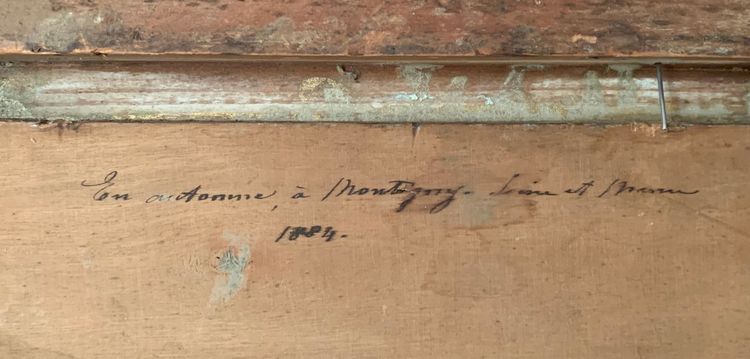 En automne, à Montigny. Seine et Marne
1884.